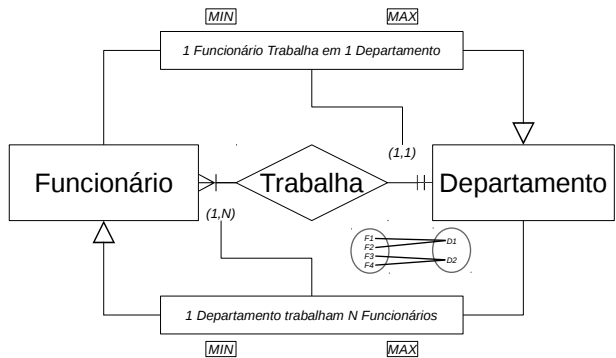 MIN MAX
1 Funcionário Trabalha em 1 Departamento
(1,1)
Funcionário Trabalha Departamento
(1,N)
F1 D1
F2
F3 D2
F4
1 Departamento trabalham N Funcionários
MIN MAX